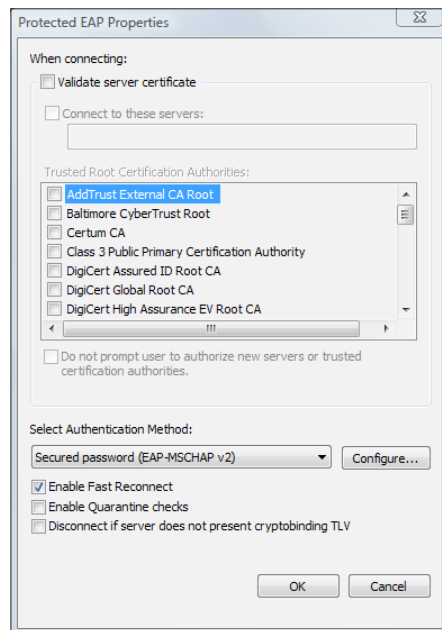 Protected EAP Properties
When connecting:
Validate server certificate
Connect to these servers:
Trusted Root Certification Authorities:
AddTrust External CA Root
Baltimore CyberTrust Root
Certum CA
Class 3 Public Primary Certification Authority
DigiCert Assured ID Root CA
DigiCert Global Root CA
DigiCert High Assurance EV Root CA
Do not prompt user to authorize new servers or trusted
certification authorities.
Select Authentication Method:
Secured password (EAP-MSCHAP v2) Configure...
Enable Fast Reconnect
Enable Quarantine checks
Disconnect if server does not present cryptobinding TLV
OK Cancel